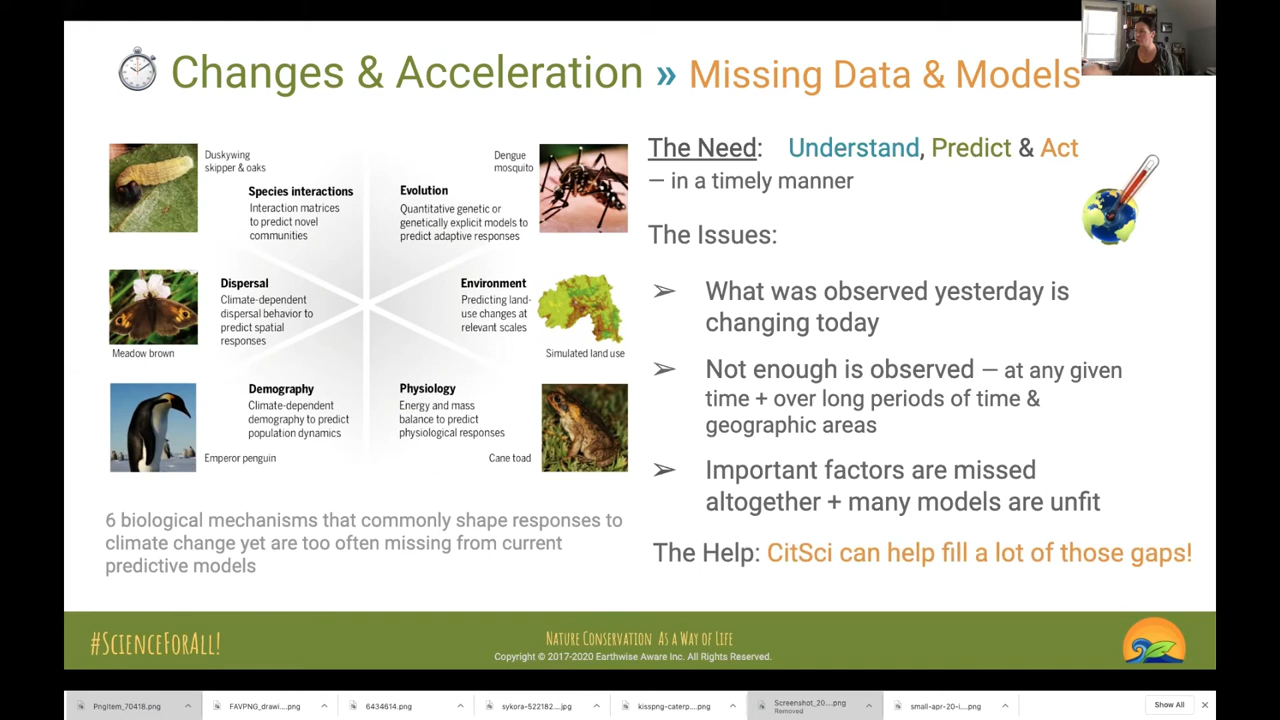 Changes & Acceleration » Missing Data & Models
Duskywing
skipper & oaks
Species interactions
Interaction matrices
to predict novel
communities
Dengue
mosquito
Evolution
Quantitative genetic or
genetically explicit models to
predict adaptive responses
Dispersal
Climate-dependent
dispersal behavior to
predict spatial
responses
Meadow brown
Environment
Predicting land-
use changes at
relevant scales
Simulated land use
Demography
Climate-dependent
demography to predict
population dynamics
Emperor penguin
Physiology
Energy and mass
balance to predict
physiological responses
Cane toad
6 biological mechanisms that commonly shape responses to
climate change yet are too often missing from current
predictive models
The Need: Understand, Predict & Act
— in a timely manner
The Issues:
➢ What was observed yesterday is
changing today
➢ Not enough is observed — at any given
time + over long periods of time &
geographic areas
➢ Important factors are missed
altogether + many models are unfit
The Help: CitSci can help fill a lot of those gaps!
#ScienceForAll!
Nature Conservation As a Way of Life
Copyright © 2017-2020 Earthwise Aware Inc. All Rights Reserved.
PngItem_70418.png
FAVPNG_drawi....png
6434614.png
sykora-522182...jpg
kisspng-caterp....png
Screenshot_20....png
Removed
small-apr-20-i....png
Show All